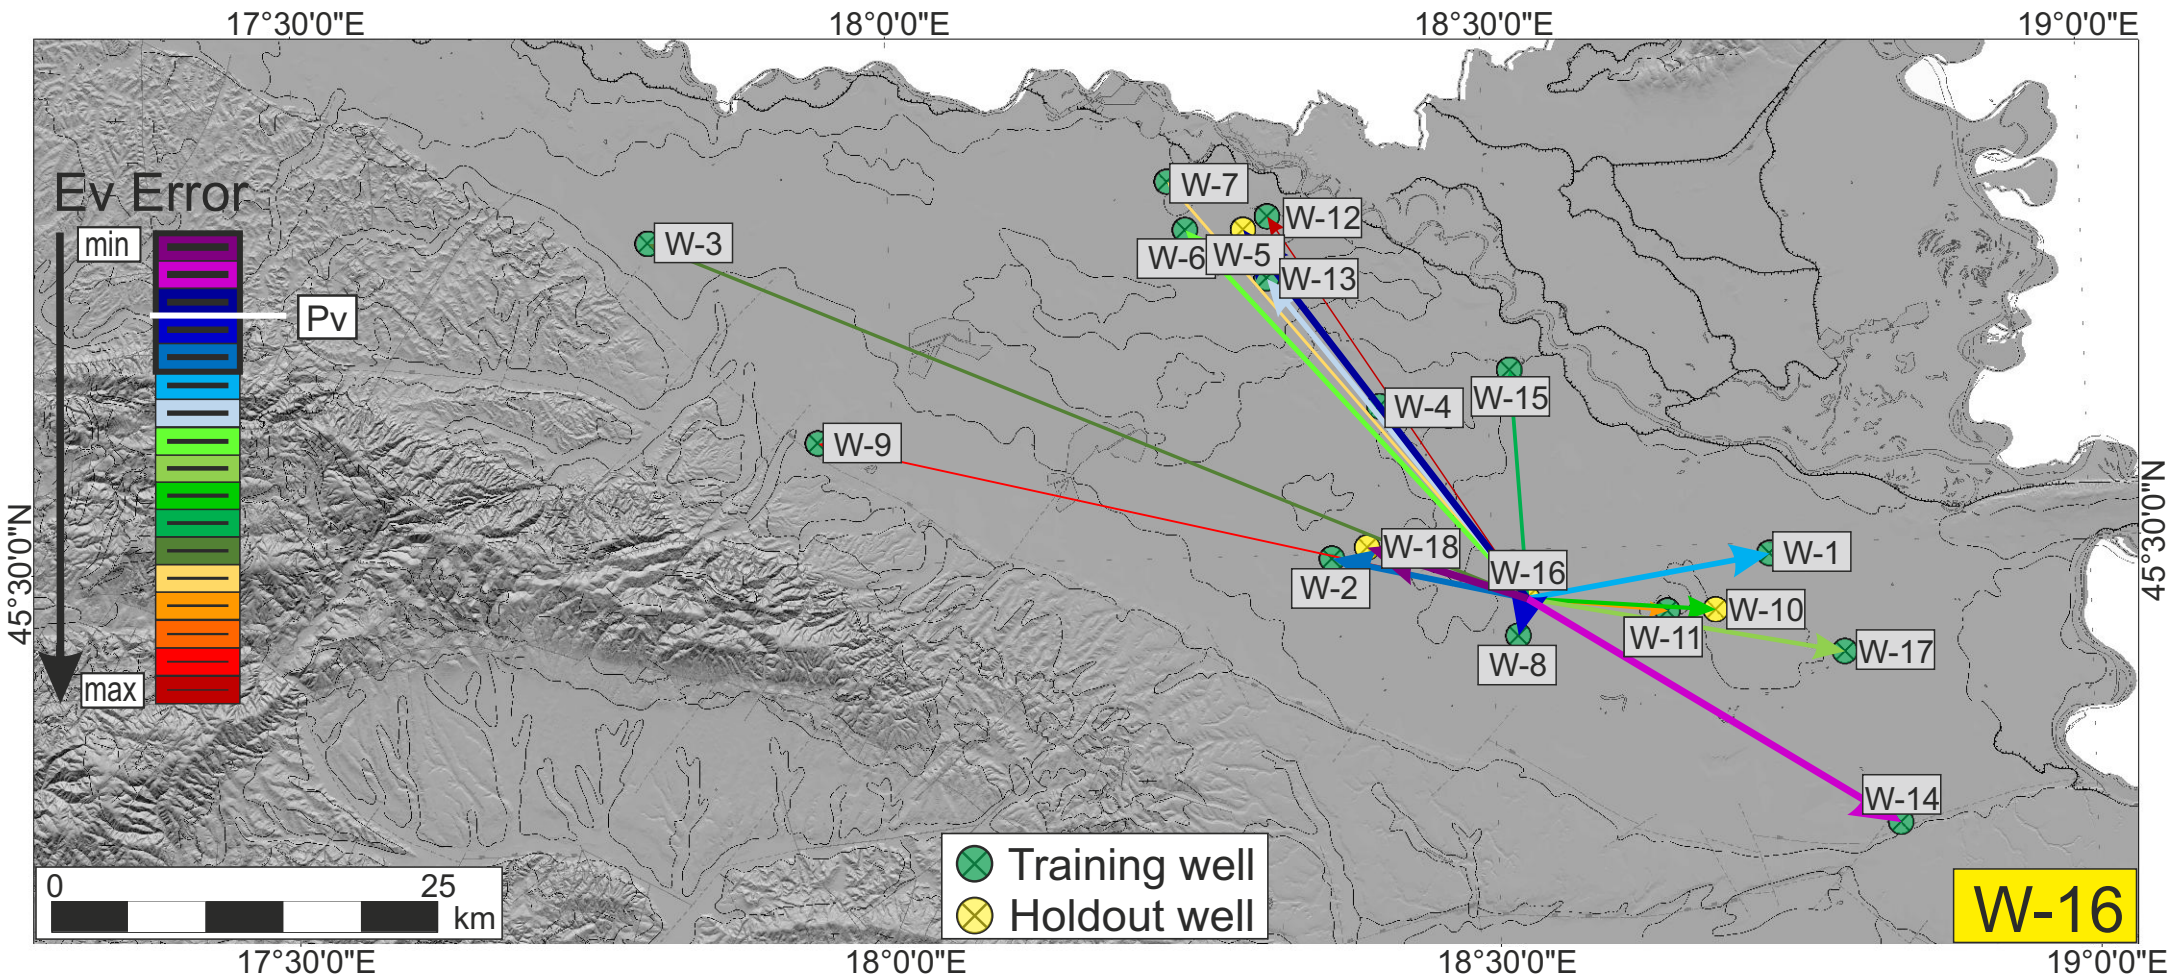 17°30'0"E 18°0'0"E 18°30'0"E 19°0'0"E
Ev Error
min
Pv
max
W-7
W-12
W-3
W-6
W-5
W-13
W-4
W-15
W-9
W-18
W-16
W-1
W-2
W-10
W-11
W-17
W-8
W-14
45°30'0"N
45°30'0"N
0 25
km
Training well
Holdout well
W-16
17°30'0"E 18°0'0"E 18°30'0"E 19°0'0"E